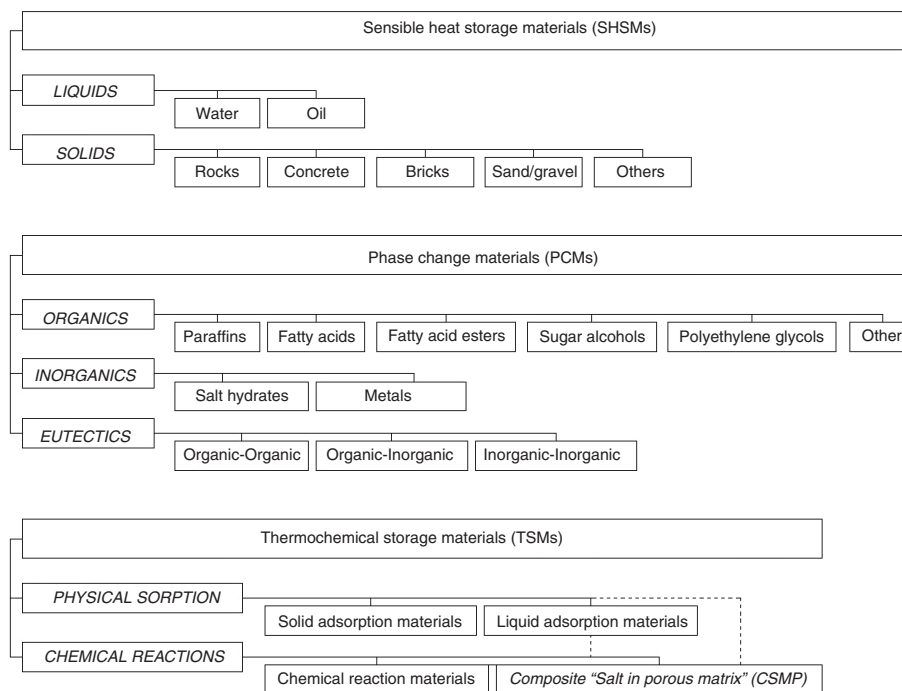 Sensible heat storage materials (SHSMs)
LIQUIDS
Water
Oil
SOLIDS
Rocks
Concrete
Bricks
Sand/gravel
Others
Phase change materials (PCMs)
ORGANICS
Paraffins
Fatty acids
Fatty acid esters
Sugar alcohols
Polyethylene glycols
Other
INORGANICS
Salt hydrates
Metals
EUTECTICS
Organic-Organic
Organic-Inorganic
Inorganic-Inorganic
Thermochemical storage materials (TSMs)
PHYSICAL SORPTION
Solid adsorption materials
Liquid adsorption materials
CHEMICAL REACTIONS
Chemical reaction materials
Composite “Salt in porous matrix” (CSMP)